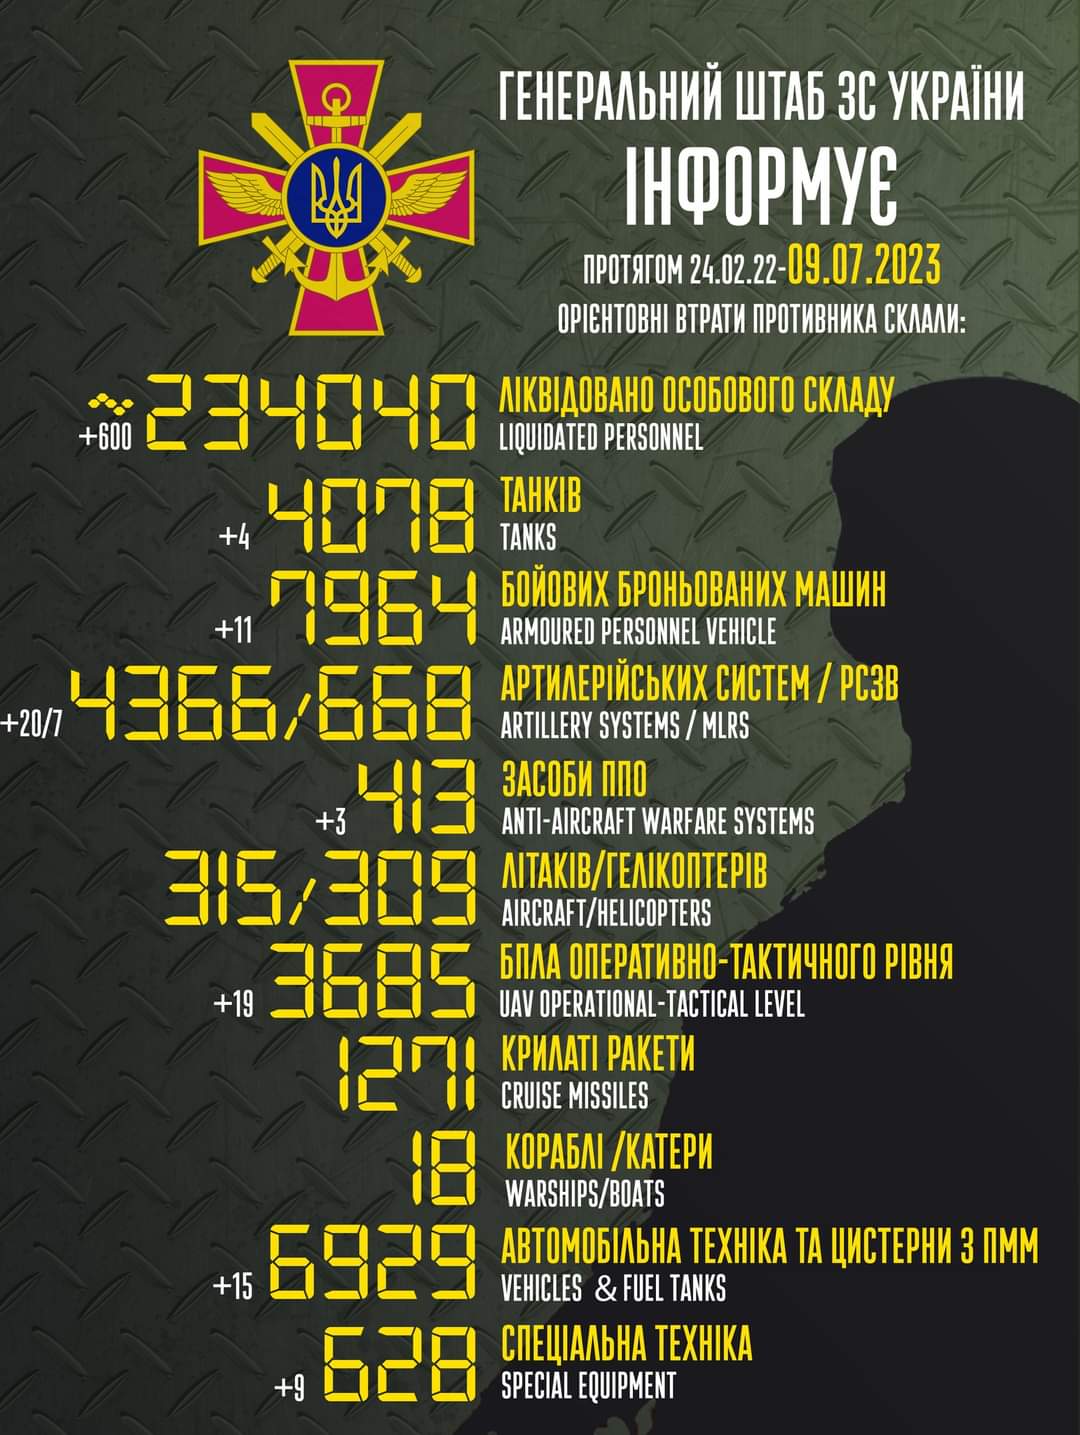 ГЕНЕРАЛЬНИЙ ШТАБ ЗС УКРАЇНИ
ІНФОРМУЄ
ПРОТЯГОМ 24.02.22-09.07.2023
ОРІЄНТОВНІ ВТРАТИ ПРОТИВНИКА СКЛАЛИ:
+600 ≈234040 ЛІКВІДОВАНО ОСОБОВОГО СКЛАДУ
LIQUIDATED PERSONNEL
+4 4078 ТАНКІВ
TANKS
+11 7964 БОЙОВИХ БРОНЬОВАНИХ МАШИН
ARMOURED PERSONNEL VEHICLE
+20/7 4366/668 АРТИЛЕРІЙСЬКИХ СИСТЕМ / РСЗВ
ARTILLERY SYSTEMS / MLRS
+3 413 ЗАСОБИ ППО
ANTI-AIRCRAFT WARFARE SYSTEMS
315/309 ЛІТАКІВ/ГЕЛІКОПТЕРІВ
AIRCRAFT/HELICOPTERS
+19 3685 БПЛА ОПЕРАТИВНО-ТАКТИЧНОГО РІВНЯ
UAV OPERATIONAL-TACTICAL LEVEL
1271 КРИЛАТІ РАКЕТИ
CRUISE MISSILES
18 КОРАБЛІ /КАТЕРИ
WARSHIPS/BOATS
+15 6929 АВТОМОБІЛЬНА ТЕХНІКА ТА ЦИСТЕРНИ З ПММ
VEHICLES & FUEL TANKS
+9 628 СПЕЦІАЛЬНА ТЕХНІКА
SPECIAL EQUIPMENT